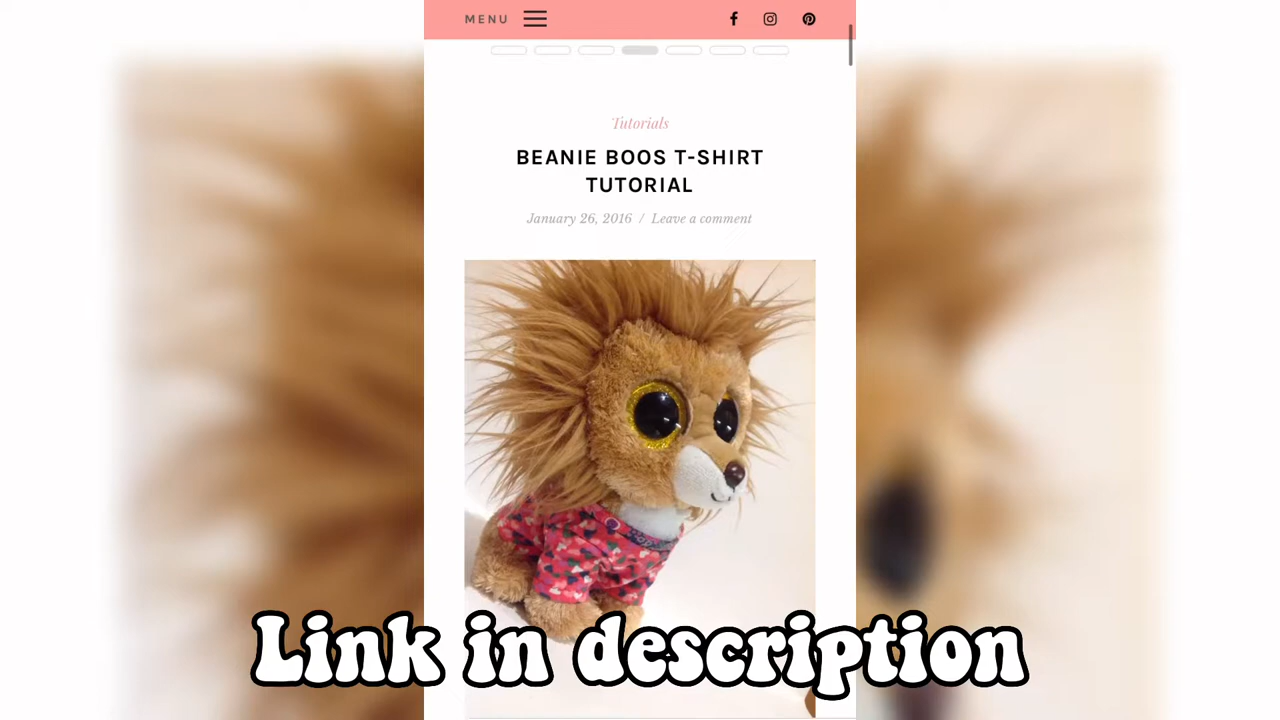 MENU
Tutorials
BEANIE BOOS T-SHIRT
TUTORIAL
January 26, 2016 / Leave a comment
Link in description